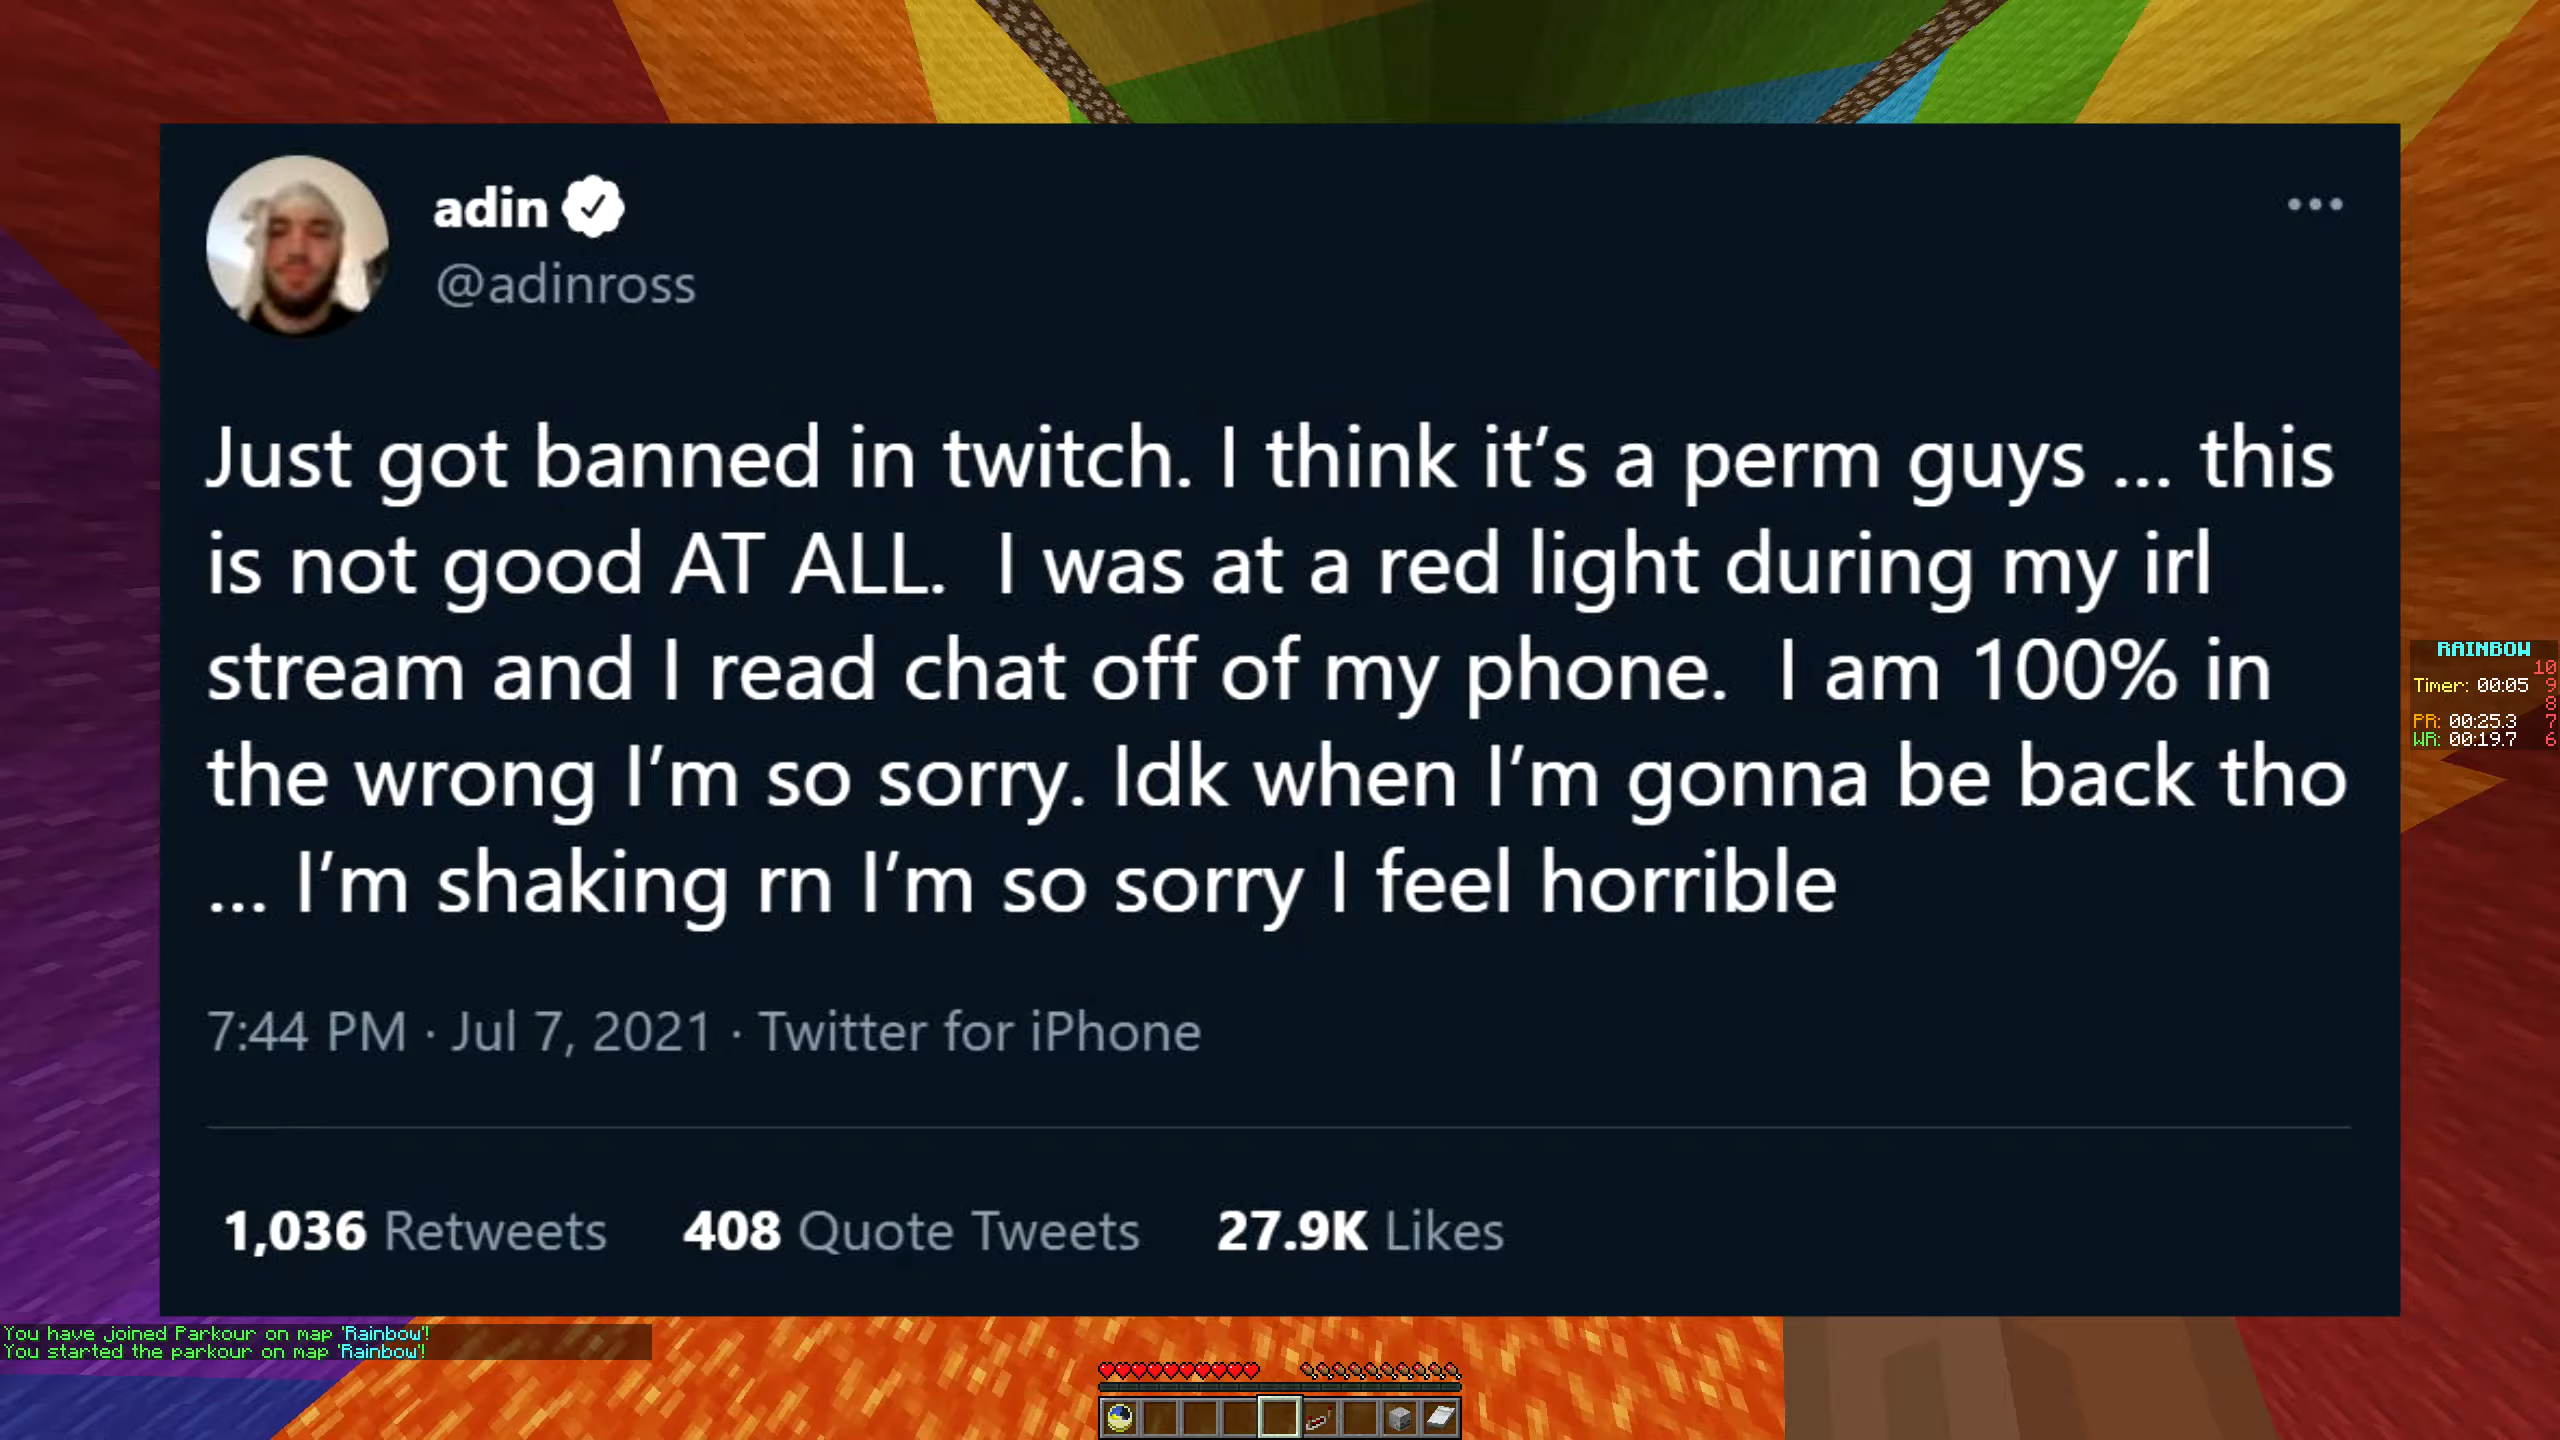 adin
@adinross
Just got banned in twitch. I think it’s a perm guys ... this
is not good AT ALL.  I was at a red light during my irl
stream and I read chat off of my phone.  I am 100% in
the wrong I’m so sorry. Idk when I’m gonna be back tho
... I’m shaking rn I’m so sorry I feel horrible
7:44 PM · Jul 7, 2021 · Twitter for iPhone
1,036 Retweets 408 Quote Tweets 27.9K Likes
RAINBOW
10
Timer: 00:05 9
8
PR: 00:25.3 7
WR: 00:19.7 6
You have joined Parkour on map 'Rainbow'!
You started the parkour on map 'Rainbow'!